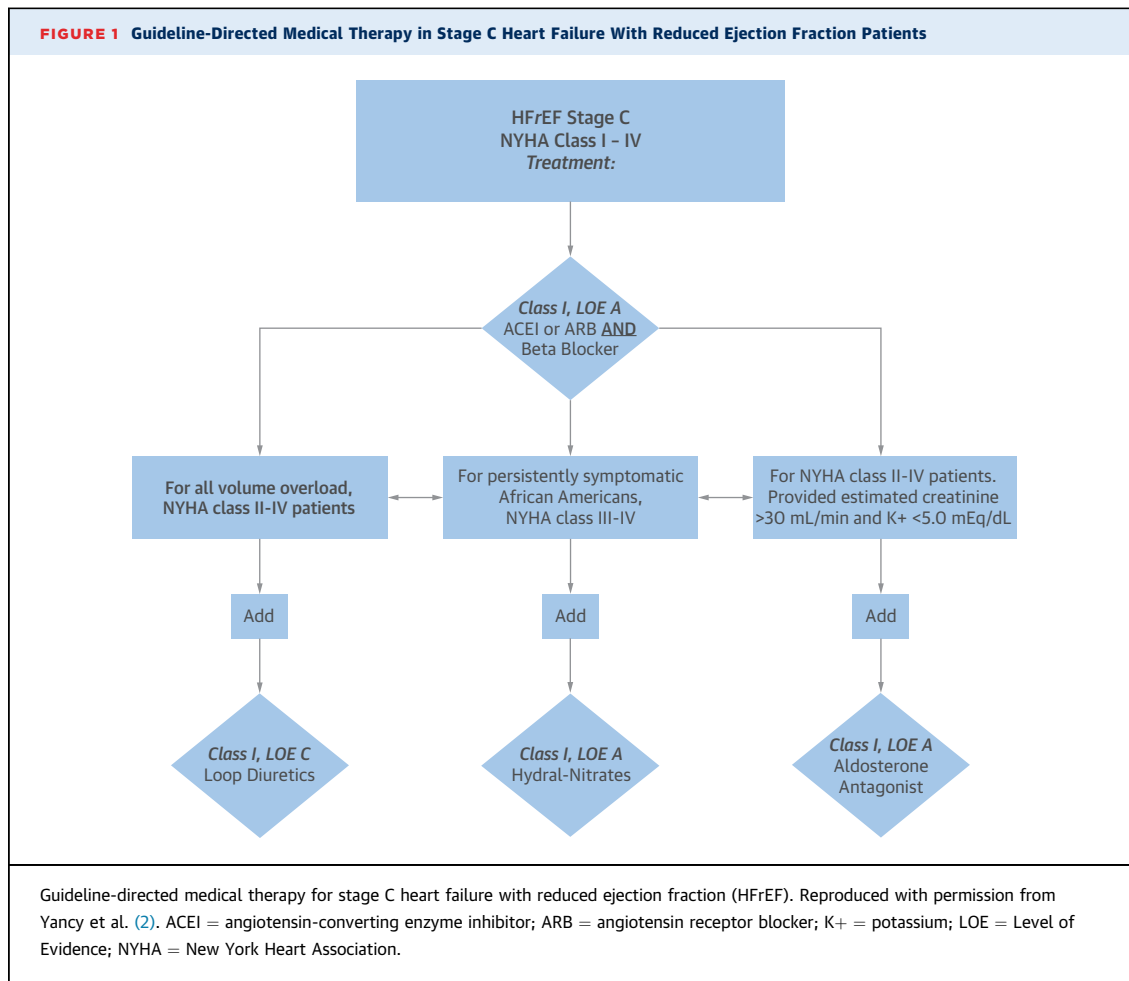 FIGURE 1 Guideline-Directed Medical Therapy in Stage C Heart Failure With Reduced Ejection Fraction Patients
HFrEF Stage C
NYHA Class I – IV
Treatment:
Class I, LOE A
ACEI or ARB AND
Beta Blocker
For all volume overload,
NYHA class II-IV patients
For persistently symptomatic
African Americans,
NYHA class III-IV
For NYHA class II-IV patients.
Provided estimated creatinine
>30 mL/min and K+ <5.0 mEq/dL
Add
Add
Add
Class I, LOE C
Loop Diuretics
Class I, LOE A
Hydral-Nitrates
Class I, LOE A
Aldosterone
Antagonist
Guideline-directed medical therapy for stage C heart failure with reduced ejection fraction (HFrEF). Reproduced with permission from
Yancy et al. (2). ACEI = angiotensin-converting enzyme inhibitor; ARB = angiotensin receptor blocker; K+ = potassium; LOE = Level of
Evidence; NYHA = New York Heart Association.